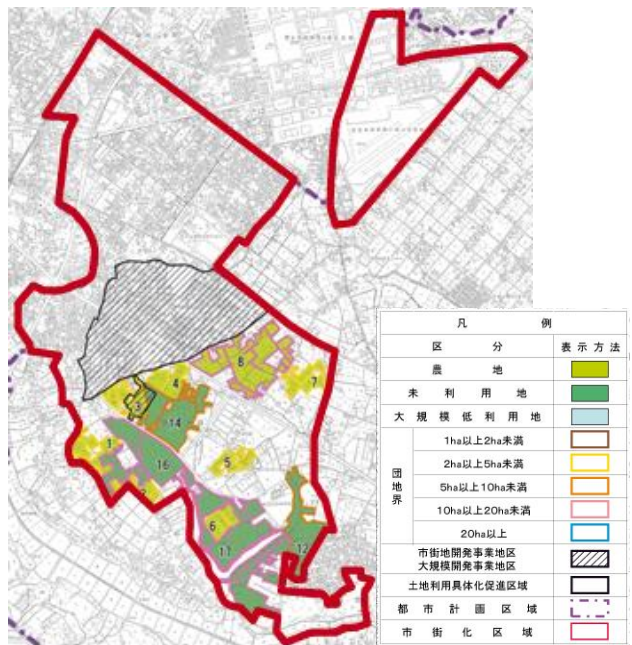 8
7
4
3
14
1
5
16
2
6
11
12
凡 例
区 分 表示方法
農 地
未 利 用 地
大 規 模 低 利 用 地
団地界
1ha以上2ha未満
2ha以上5ha未満
5ha以上10ha未満
10ha以上20ha未満
20ha以上
市街地開発事業地区
大規模開発事業地区
土地利用具体化促進区域
都 市 計 画 区 域
市 街 化 区 域